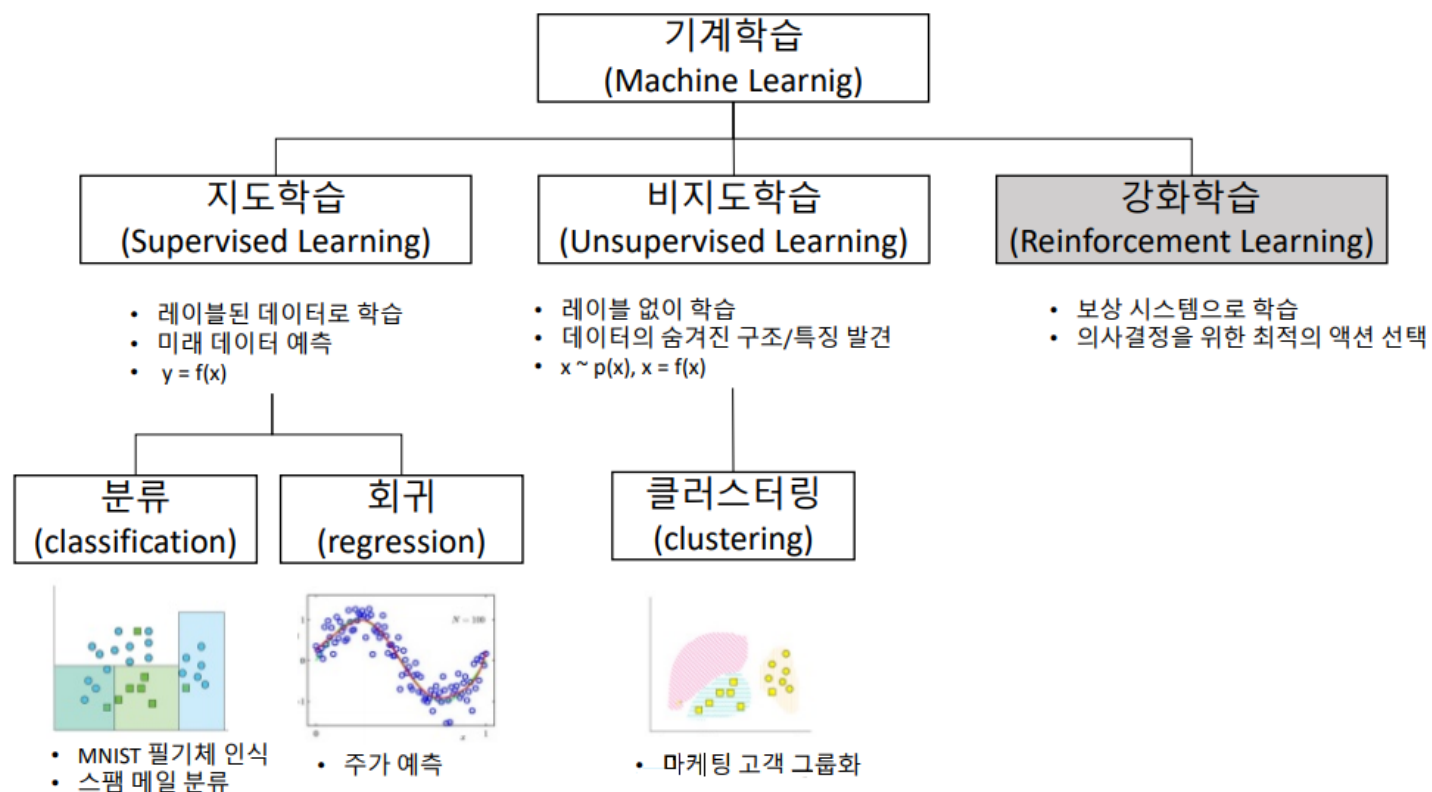 기계학습
(Machine Learnig)
지도학습
(Supervised Learning)
비지도학습
(Unsupervised Learning)
강화학습
(Reinforcement Learning)
• 레이블된 데이터로 학습
• 미래 데이터 예측
• y = f(x)
• 레이블 없이 학습
• 데이터의 숨겨진 구조/특징 발견
• x ~ p(x), x = f(x)
• 보상 시스템으로 학습
• 의사결정을 위한 최적의 액션 선택
분류
(classification)
회귀
(regression)
클러스터링
(clustering)
N = 100
1
0
-1
0
x
1
• MNIST 필기체 인식
• 스팸 메일 분류
• 주가 예측
• 마케팅 고객 그룹화